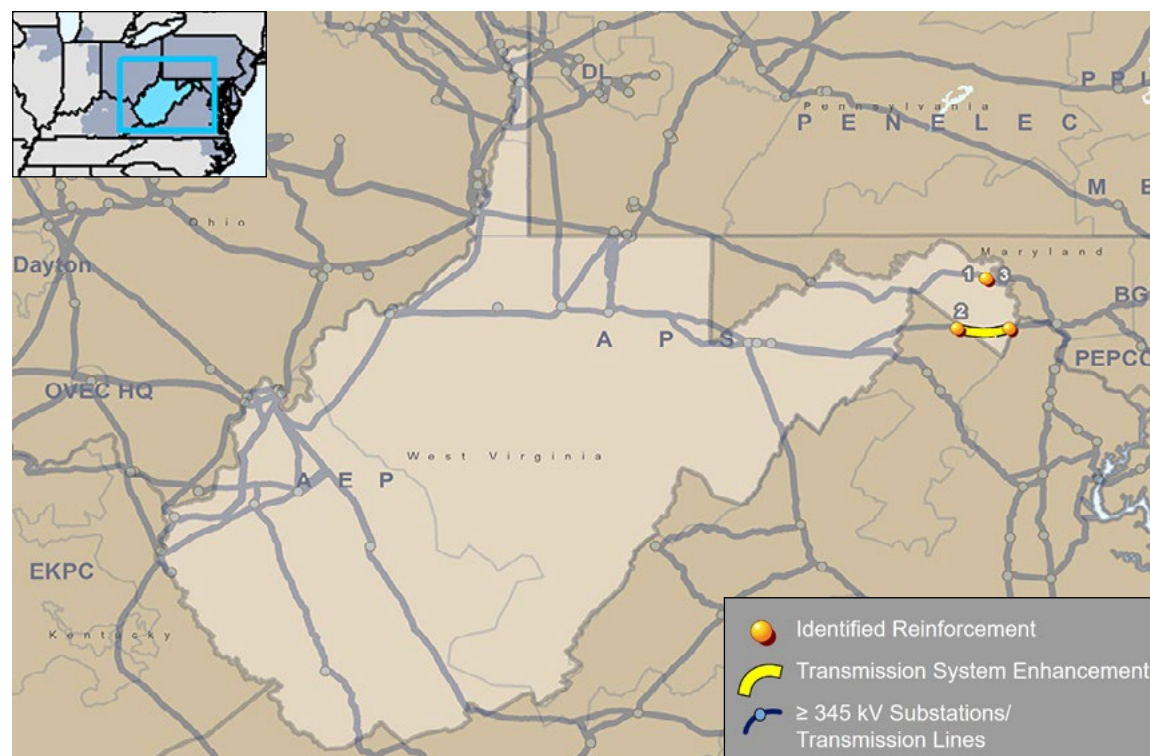 DL
PPL
Pennsylvania
PENELEC
ME
Ohio
Maryland
Dayton
1
3
BG
2
APS
PEPCO
OVEC HQ
West Virginia
AEP
EKPC
Kentucky
Identified Reinforcement
Transmission System Enhancement
≥ 345 kV Substations/
Transmission Lines